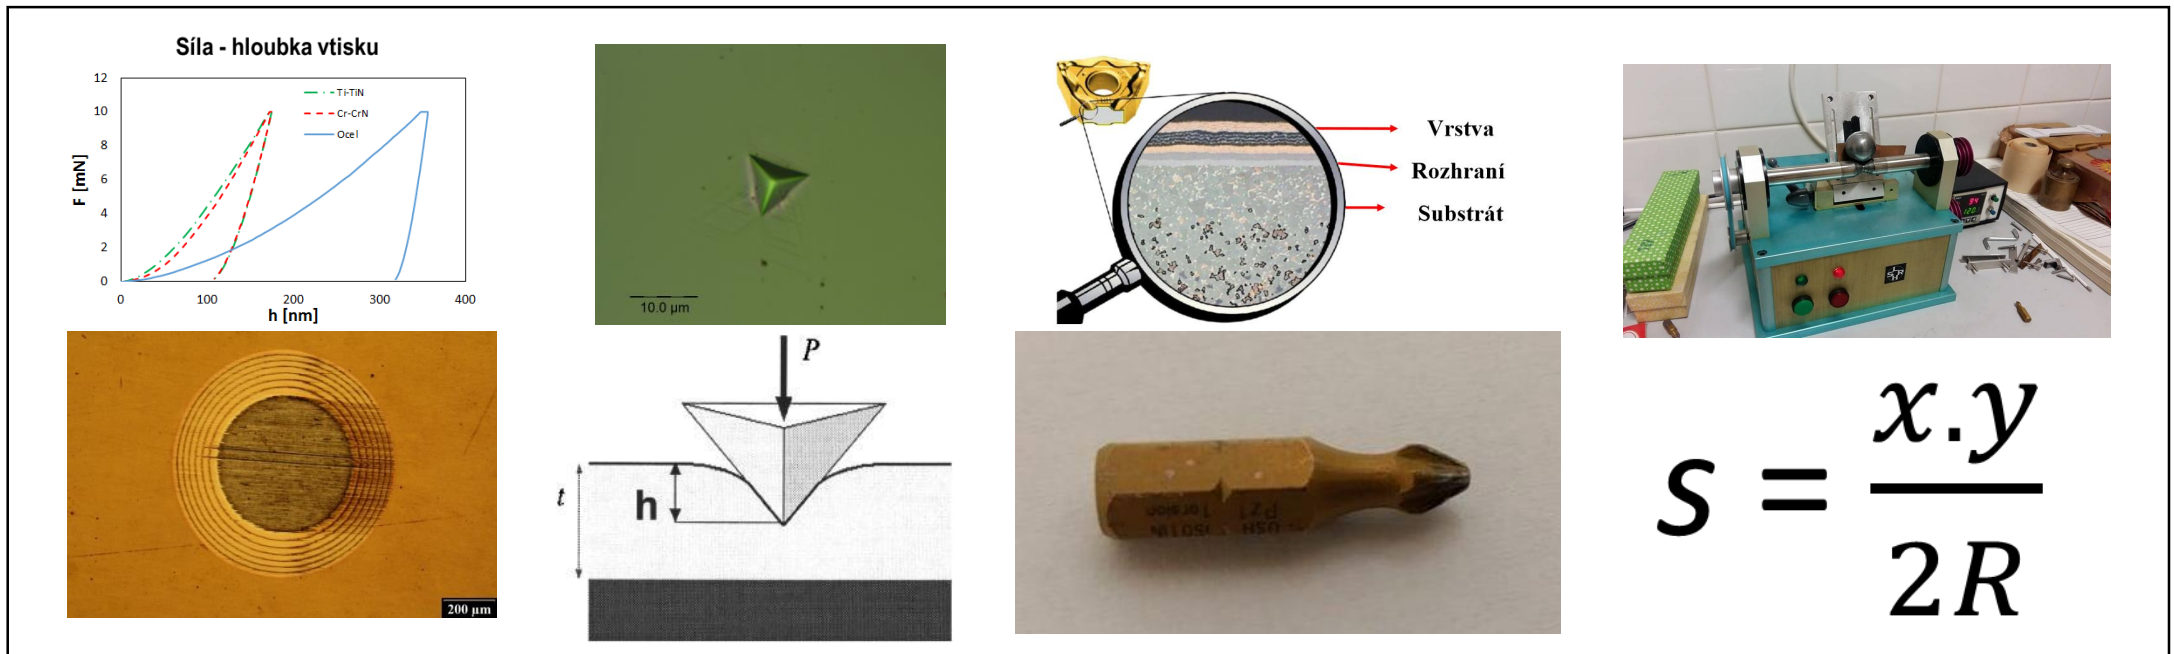 Síla - hloubka vtisku
12
10
8
6
4
2
0
F [mN]
Ti-TiN
Cr-CrN
Ocel
0 100 200 300 400
h [nm]
10.0 µm
Vrstva
Rozhraní
Substrát
200 µm
P
t
h
Pz1
Torsion
s = x.y
2R